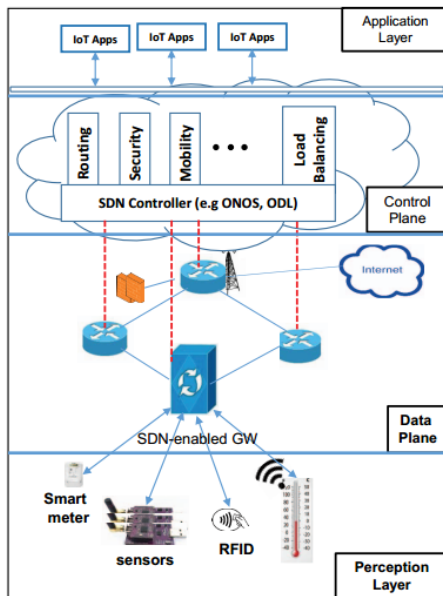 IoT Apps
IoT Apps
IoT Apps
Application
Layer
Routing
Security
Mobility
• • •
Load
Balancing
SDN Controller (e.g ONOS, ODL)
Control
Plane
Internet
SDN-enabled GW
Data
Plane
Smart
meter
sensors
RFID
Perception
Layer